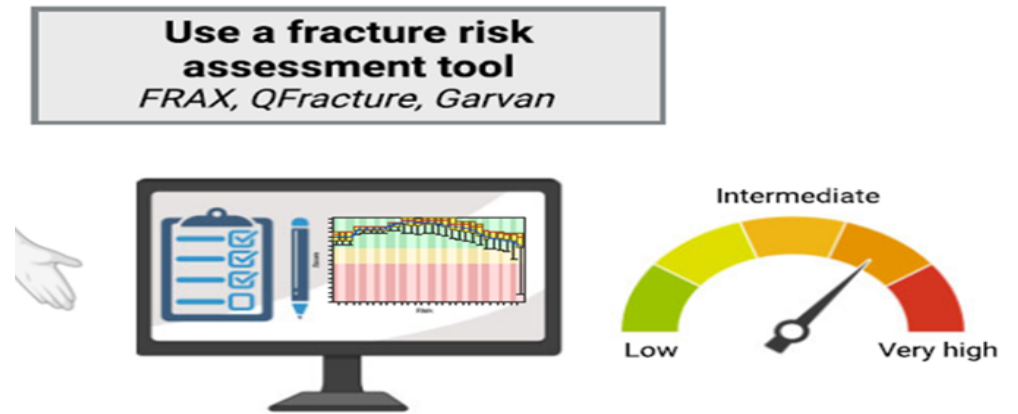 Use a fracture risk
assessment tool
FRAX, QFracture, Garvan
Intermediate
Low
Very high